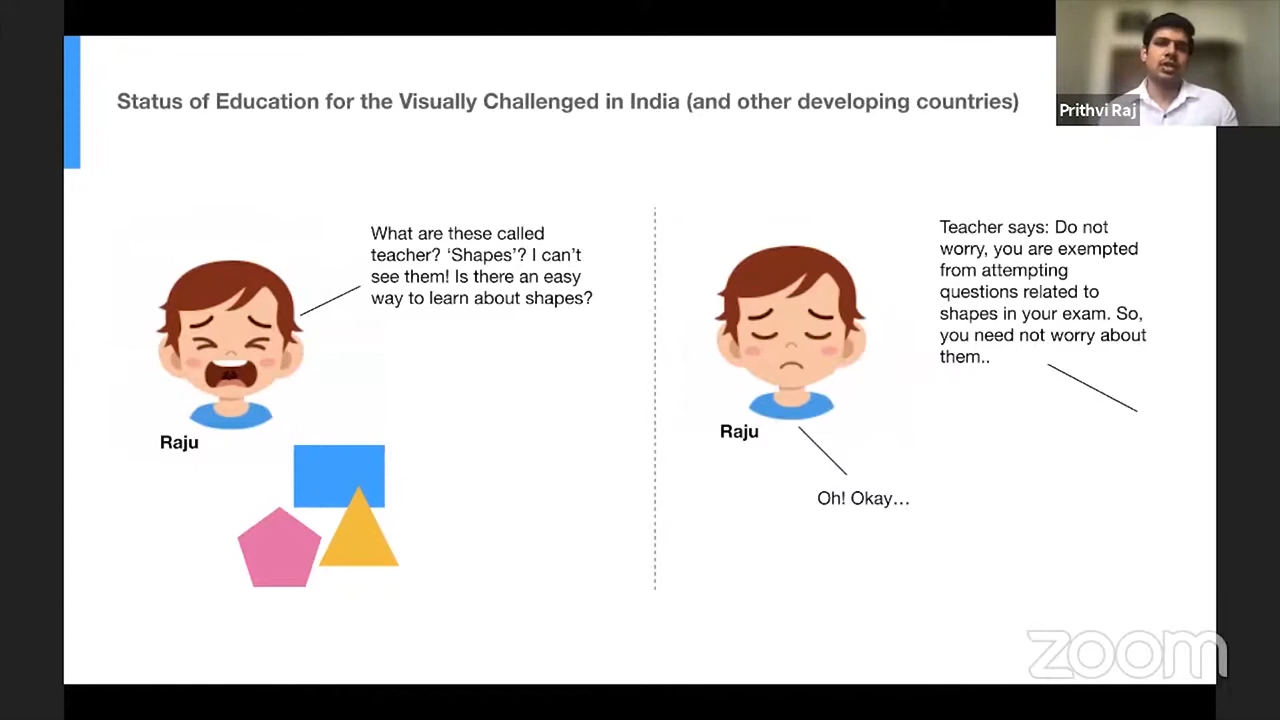 Status of Education for the Visually Challenged in India (and other developing countries)
Prithvi Raj
What are these called
teacher? ‘Shapes’? I can’t
see them! Is there an easy
way to learn about shapes?
Raju
Teacher says: Do not
worry, you are exempted
from attempting
questions related to
shapes in your exam. So,
you need not worry about
them..
Raju
Oh! Okay…
zoom